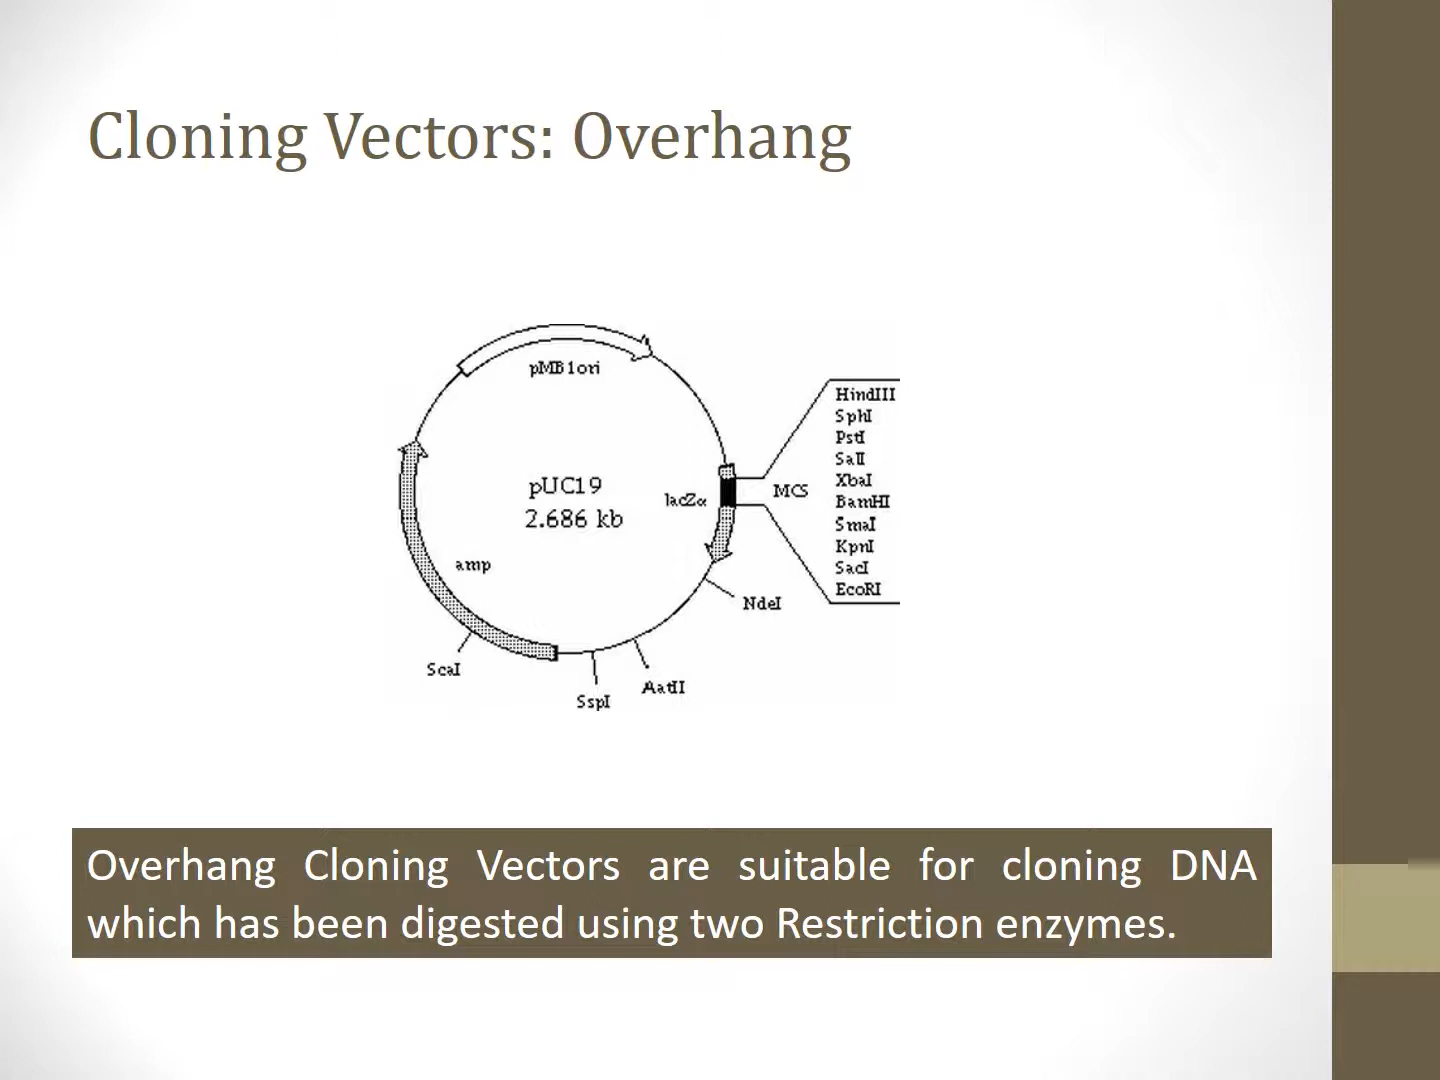 Cloning Vectors: Overhang
pMB1ori
HindIII
SphI
PstI
SalI
XbaI
BamHI
SmaI
KpnI
SacI
EcoRI
MCS
lacZα
pUC19
2.686 kb
amp
NdeI
ScaI
AatII
SspI
Overhang Cloning Vectors are suitable for cloning DNA
which has been digested using two Restriction enzymes.